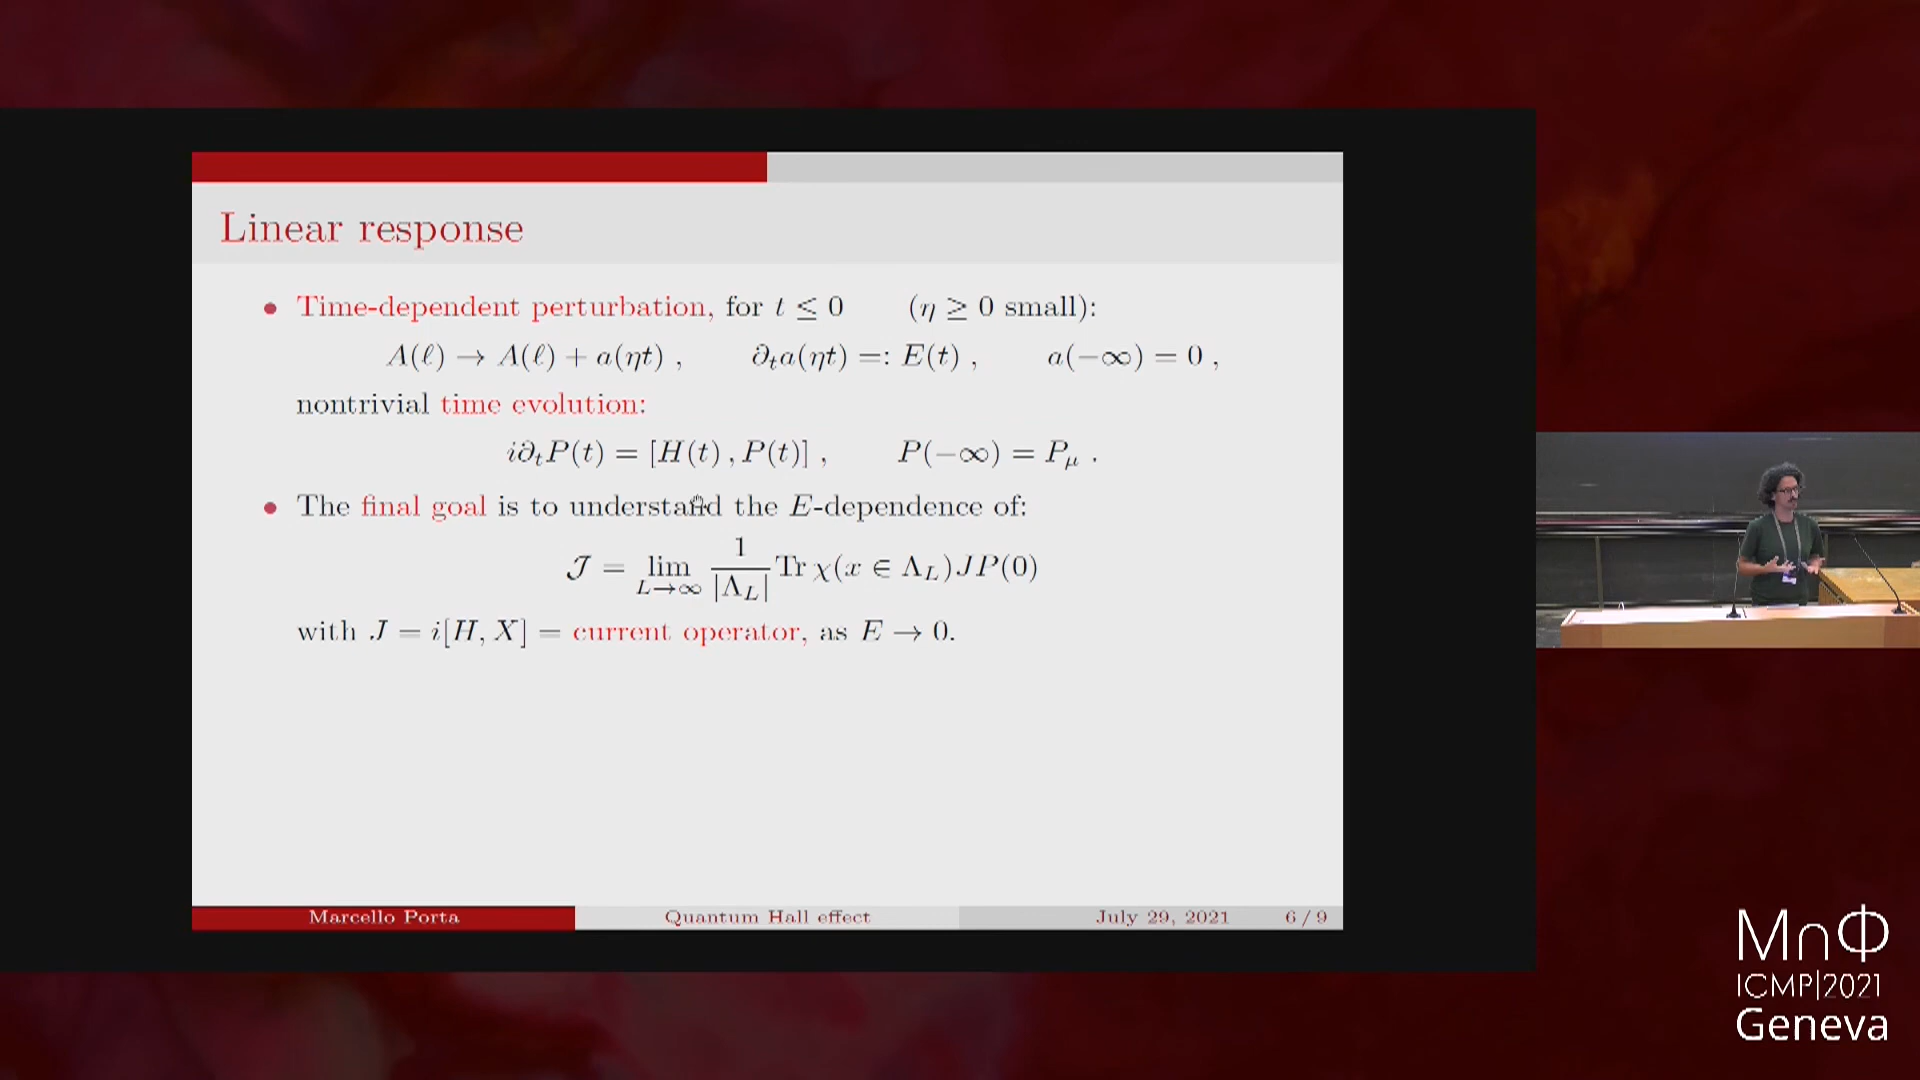 Linear response
• Time-dependent perturbation, for t ≤ 0 (η ≥ 0 small):
Λ(ℓ) → Λ(ℓ) + a(ηt) , ∂ₜa(ηt) =: E(t) , a(−∞) = 0 ,
nontrivial time evolution:
i∂ₜP(t) = [H(t) , P(t)] , P(−∞) = P_μ .
• The final goal is to understand the E-dependence of:
𝒥 = lim_{L→∞} 1/|Λ_L| Tr χ(x ∈ Λ_L)JP(0)
with J = i[H, X] = current operator, as E → 0.
Marcello Porta Quantum Hall effect July 29, 2021 6 / 9
M∩Φ
ICMP|2021
Geneva